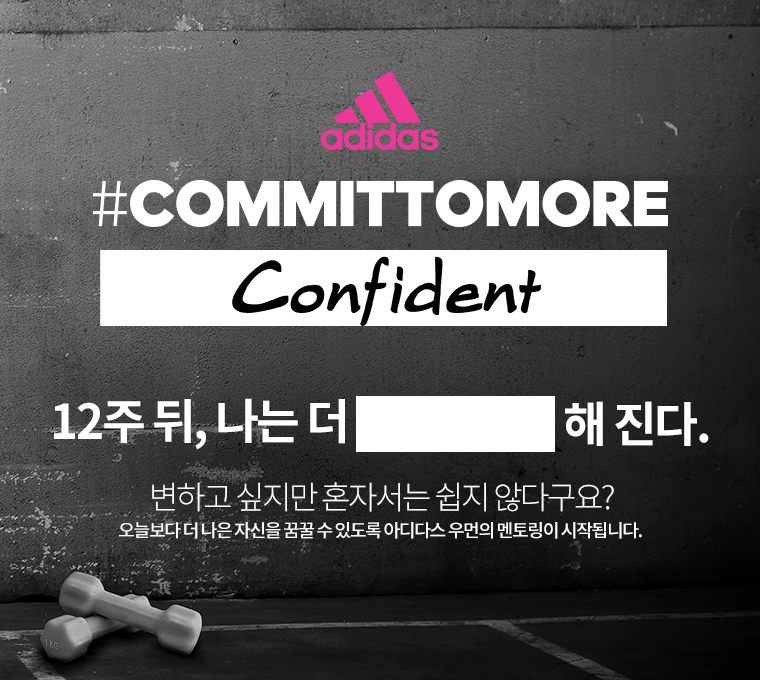 adidas
#COMMITTOMORE
Confident
12주 뒤, 나는 더 해 진다.
변하고 싶지만 혼자서는 쉽지 않다구요?
오늘보다 더 나은 자신을 꿈꿀 수 있도록 아디다스 우먼의 멘토링이 시작됩니다.
1 KG